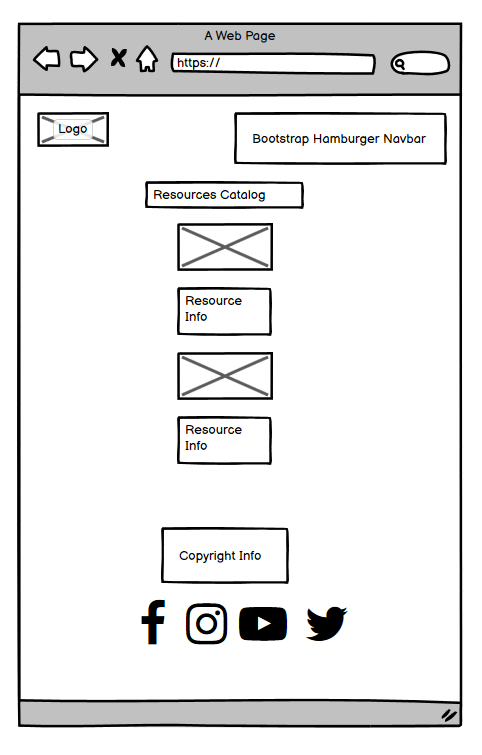 A Web Page
https://
Logo
Bootstrap Hamburger Navbar
Resources Catalog
Resource
Info
Resource
Info
Copyright Info